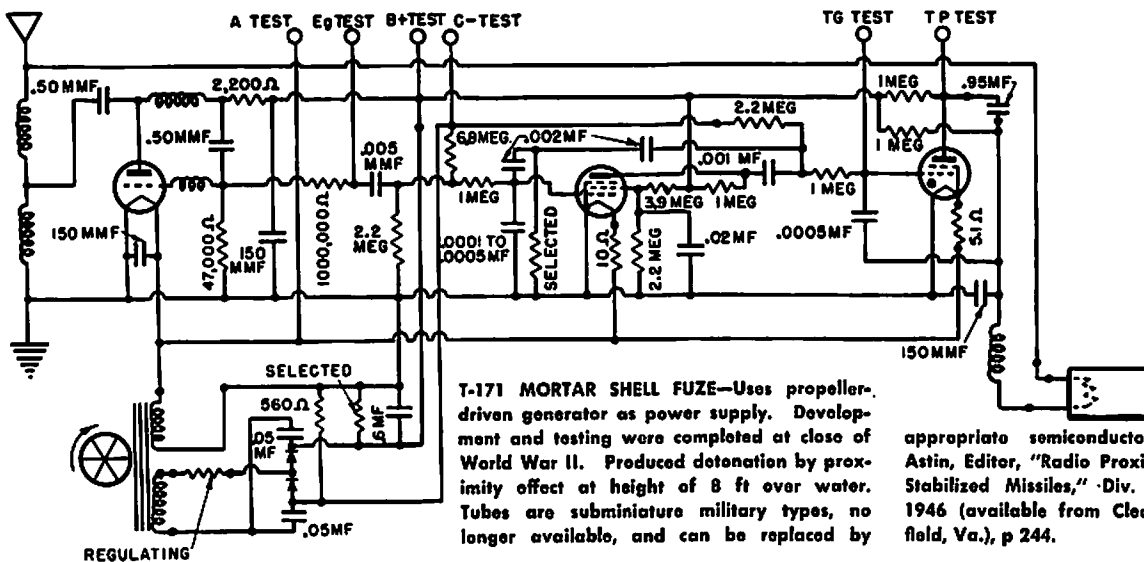 A TEST
Eg TEST
B+TEST
C-TEST
TG TEST
TP TEST
.50MMF
2,200Ω
.50MMF
.005
MMF
6.8MEG
.002MF
2.2 MEG
.001 MF
1MEG
.95MF
1 MEG
150MMF
47,000Ω
150
MMF
1000,000Ω
2.2
MEG
1MEG
.0001 TO
.0005MF
SELECTED
10Ω
3.9MEG
1MEG
2.2MEG
.02MF
1 MEG
.0005MF
5.1Ω
150MMF
SELECTED
560Ω
.05
MF
.6MF
.05MF
REGULATING
T-171 MORTAR SHELL FUZE—Uses propeller-
driven generator as power supply. Develop-
ment and testing were completed at close of
World War II. Produced detonation by prox-
imity effect at height of 8 ft over water.
Tubes are subminiature military types, no
longer available, and can be replaced by
appropriate semiconducto
Astin, Editor, "Radio Proxi
Stabilized Missiles," Div.
1946 (available from Clea
field, Va.), p 244.